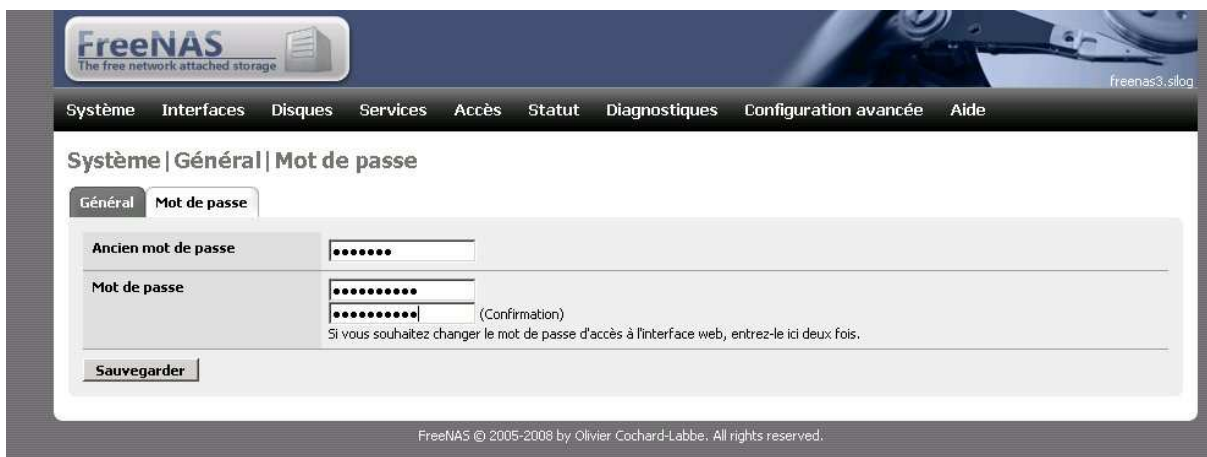 FreeNAS
The free network attached storage
freenas3.silog
Système Interfaces Disques Services Accès Statut Diagnostiques Configuration avancée Aide
Système|Général|Mot de passe
Général Mot de passe
Ancien mot de passe •••••••
Mot de passe ••••••••••
•••••••••• (Confirmation)
Si vous souhaitez changer le mot de passe d'accès à l'interface web, entrez-le ici deux fois.
Sauvegarder
FreeNAS © 2005-2008 by Olivier Cochard-Labbe. All rights reserved.